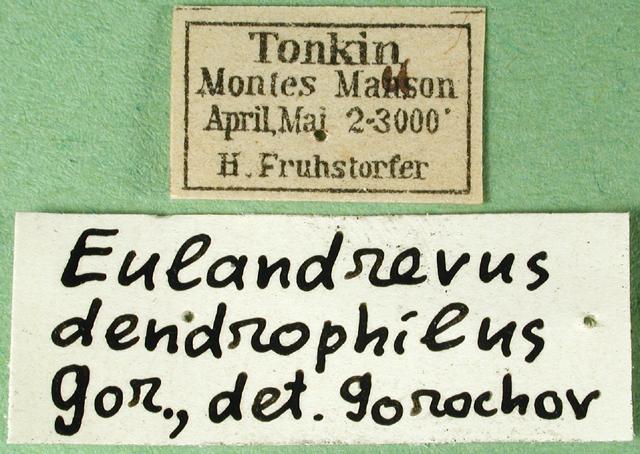 Tonkin
Montes Mauson
April, Mai 2-3000'
H. Fruhstorfer
Eulandrevus
dendrophilus
Gor., det. Gorochov